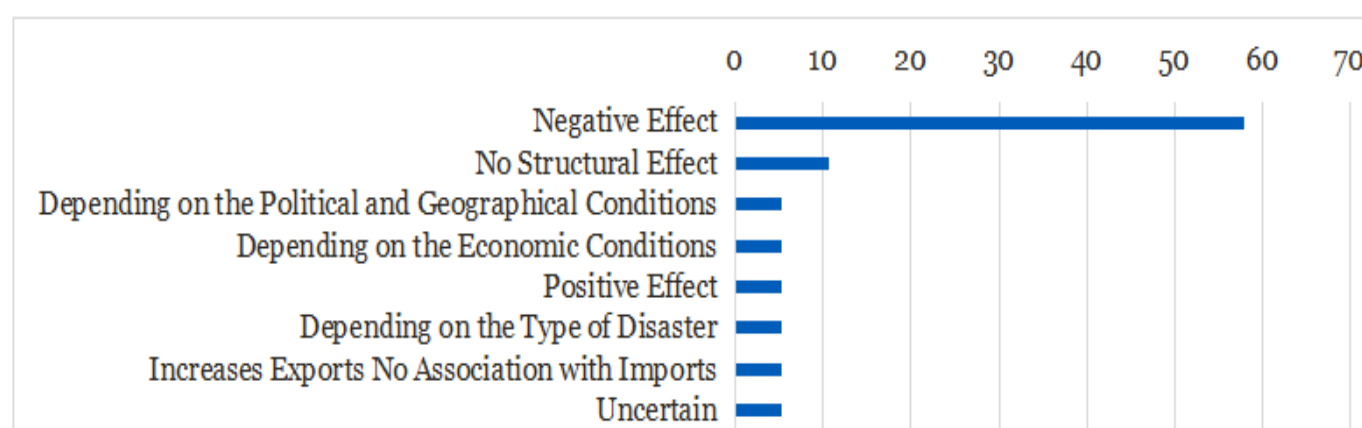 0 10 20 30 40 50 60 70
Negative Effect
No Structural Effect
Depending on the Political and Geographical Conditions
Depending on the Economic Conditions
Positive Effect
Depending on the Type of Disaster
Increases Exports No Association with Imports
Uncertain